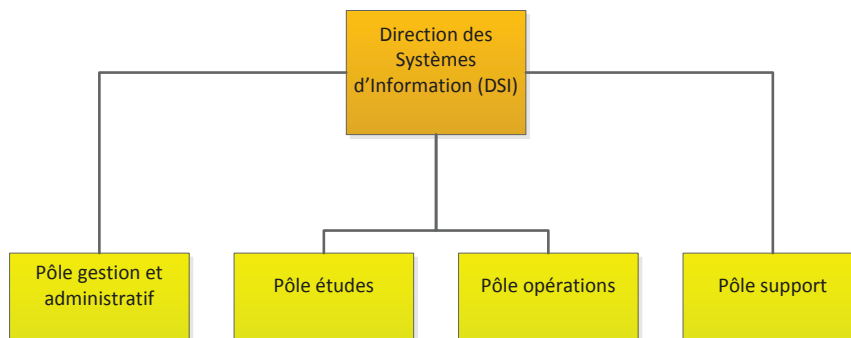 Direction des
Systèmes
d’Information (DSI)
Pôle gestion et
administratif
Pôle études
Pôle opérations
Pôle support